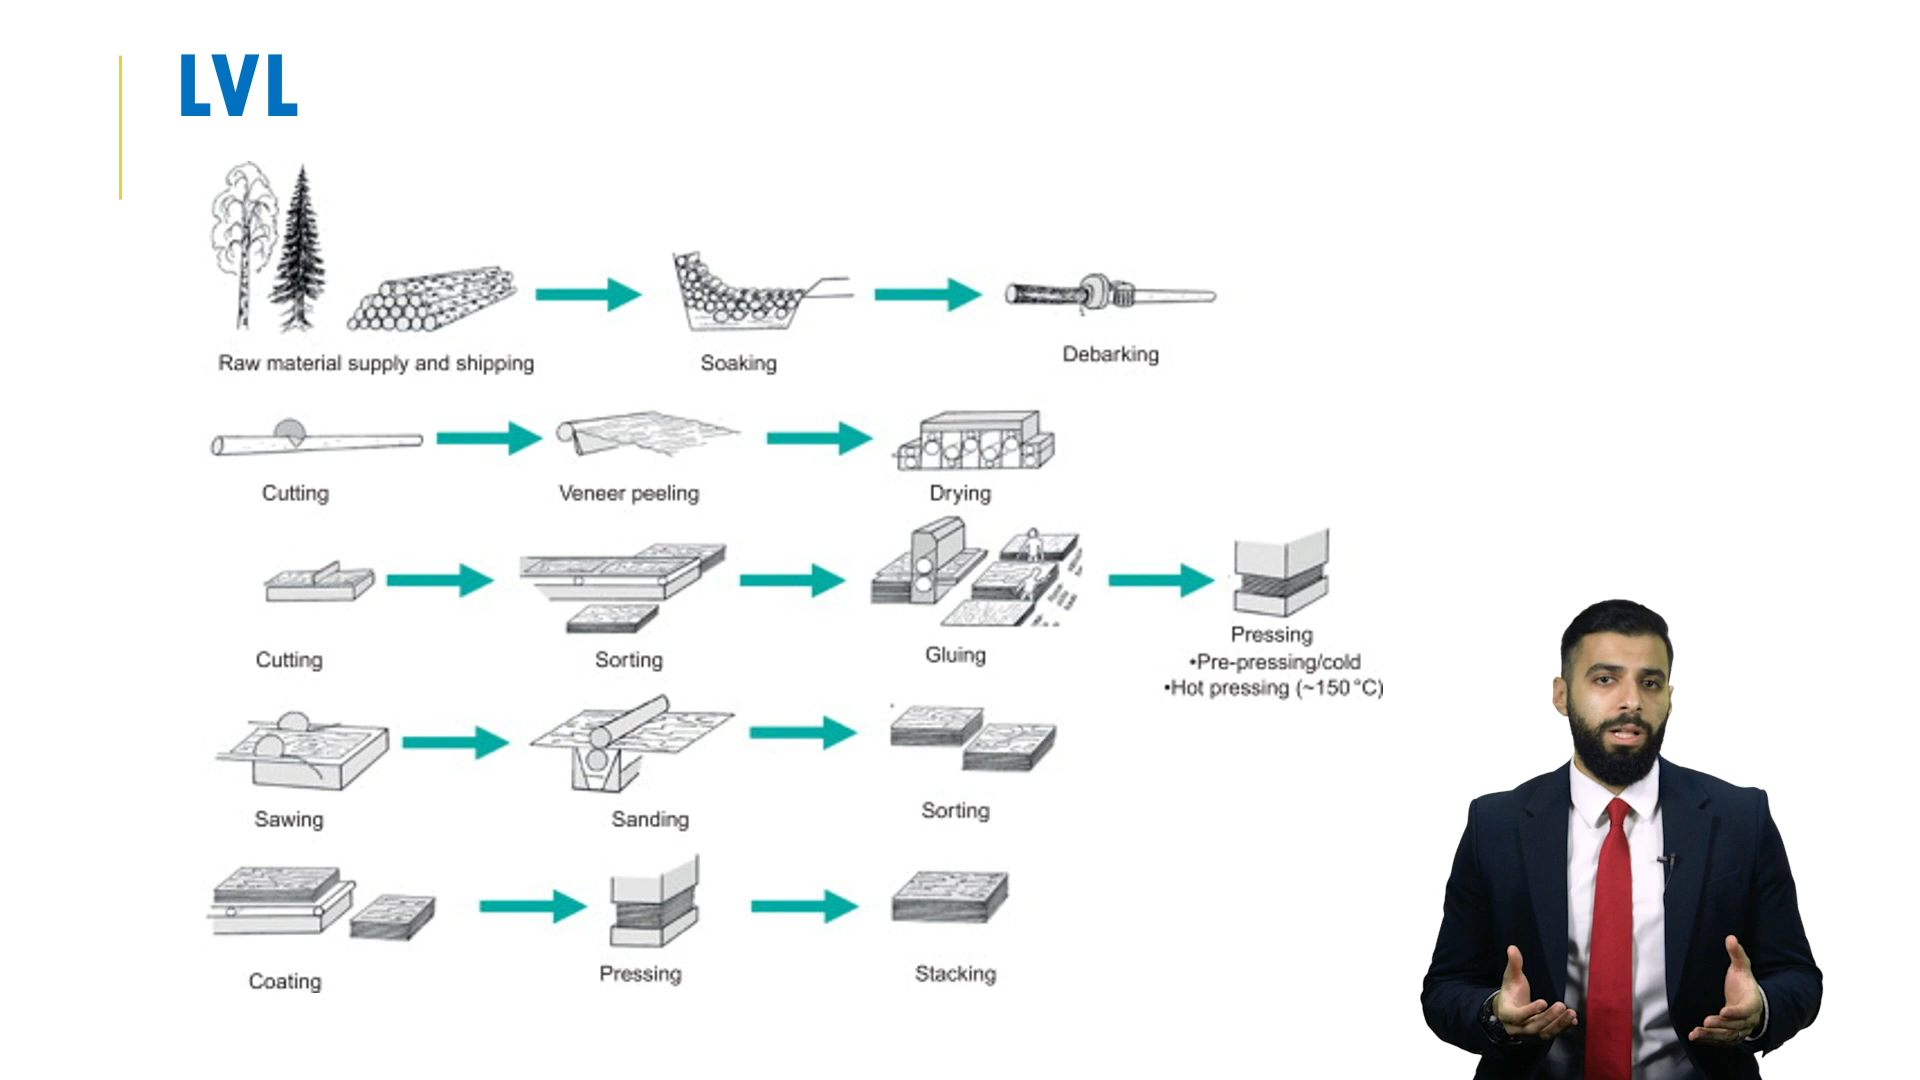 LVL
Raw material supply and shipping
Soaking
Debarking
Cutting
Veneer peeling
Drying
Cutting
Sorting
Gluing
Pressing
•Pre-pressing/cold
•Hot pressing (~150 °C)
Sawing
Sanding
Sorting
Coating
Pressing
Stacking